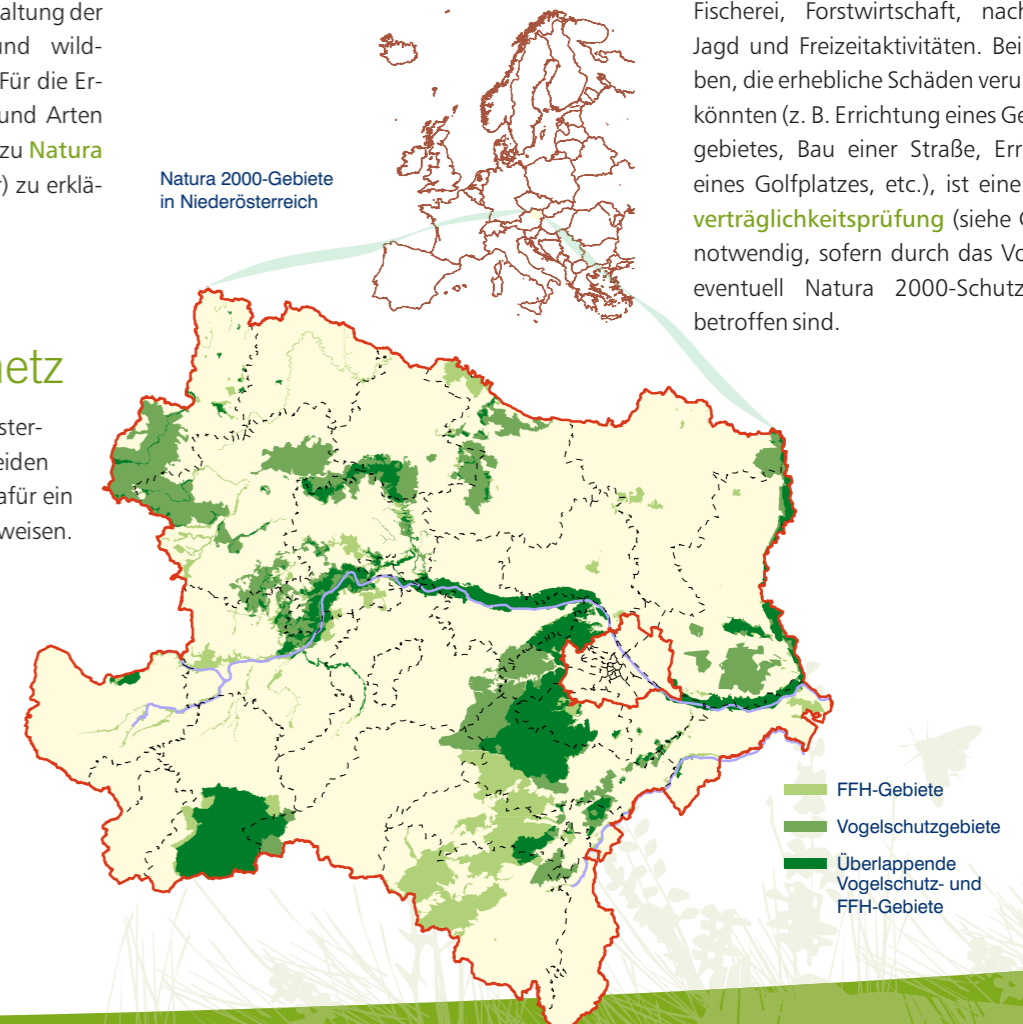 altung der
und wild-
Für die Er-
und Arten
zu Natura
) zu erklä-
netz
ster-
eiden
afür ein
weisen.
Natura 2000-Gebiete
in Niederösterreich
Fischerei, Forstwirtschaft, nach
Jagd und Freizeitaktivitäten. Bei
ben, die erhebliche Schäden veru
könnten (z. B. Errichtung eines Ge
gebietes, Bau einer Straße, Err
eines Golfplatzes, etc.), ist eine
verträglichkeitsprüfung (siehe G
notwendig, sofern durch das Vo
eventuell Natura 2000-Schutz
betroffen sind.
FFH-Gebiete
Vogelschutzgebiete
Überlappende
Vogelschutz- und
FFH-Gebiete